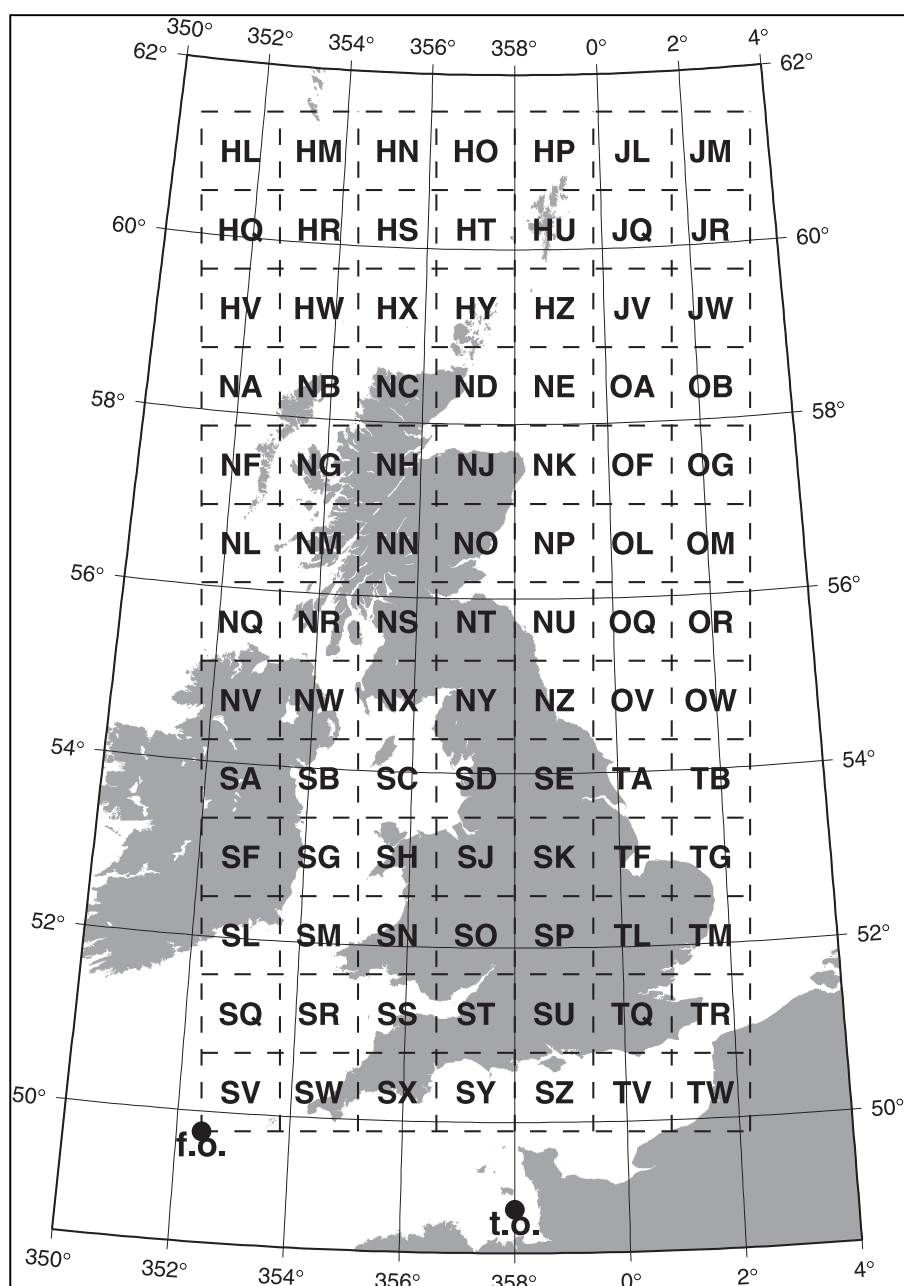 350° 352° 354° 356° 358° 0° 2° 4°
62° 62°
HL HM HN HO HP JL JM
60° HQ HR HS HT HU JQ JR 60°
HV HW HX HY HZ JV JW
58° NA NB NC ND NE OA OB 58°
NF NG NH NJ NK OF OG
NL NM NN NO NP OL OM
56° 56°
NQ NR NS NT NU OQ OR
NV NW NX NY NZ OV OW
54° 54°
SA SB SC SD SE TA TB
SF SG SH SJ SK TF TG
52° SL SM SN SO SP TL TM 52°
SQ SR SS ST SU TQ TR
50° SV SW SX SY SZ TV TW 50°
f.o.
t.o.
350° 352° 354° 356° 358° 0° 2° 4°